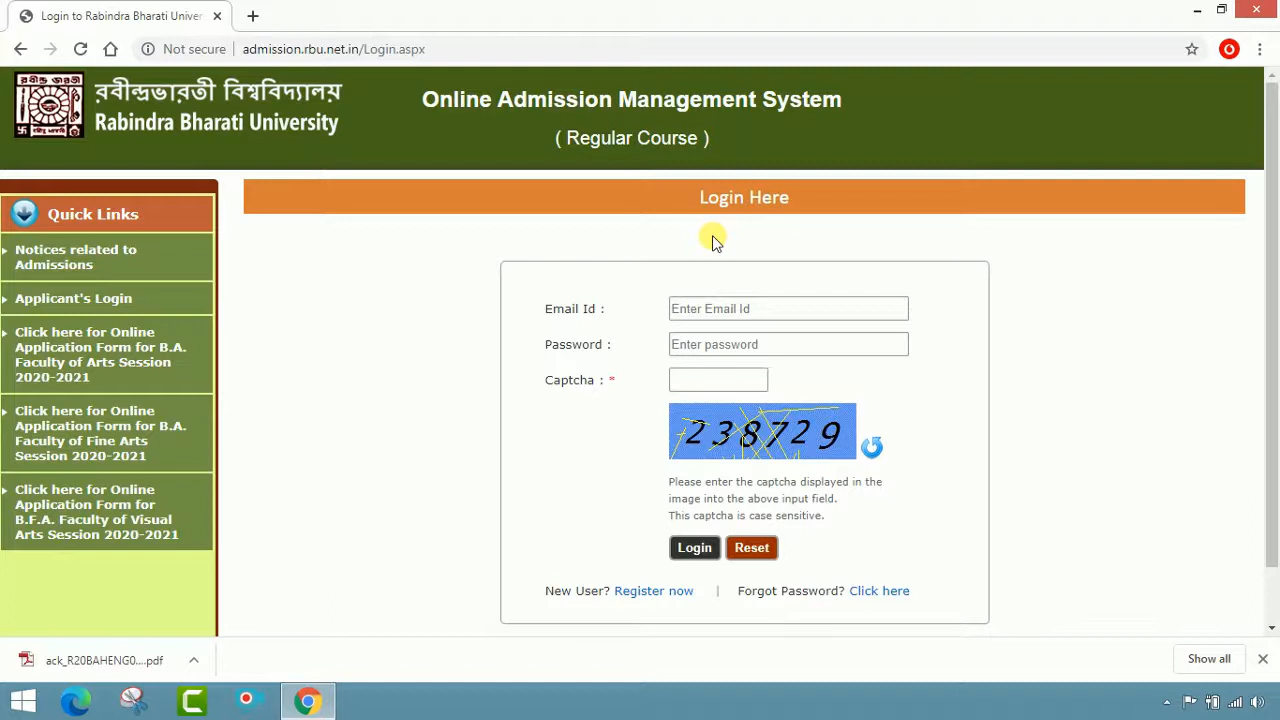 Login to Rabindra Bharati Univer
Not secure
admission.rbu.net.in/Login.aspx
রবীন্দ্রভারতী বিশ্ববিদ্যালয়
Rabindra Bharati University
Online Admission Management System
( Regular Course )
Quick Links
Notices related to
Admissions
Applicant's Login
Click here for Online
Application Form for B.A.
Faculty of Arts Session
2020-2021
Click here for Online
Application Form for B.A.
Faculty of Fine Arts
Session 2020-2021
Click here for Online
Application Form for
B.F.A. Faculty of Visual
Arts Session 2020-2021
Login Here
Email Id :
Enter Email Id
Password :
Enter password
Captcha : *
238729
Please enter the captcha displayed in the
image into the above input field.
This captcha is case sensitive.
Login
Reset
New User? Register now | Forgot Password? Click here
ack_R20BAHENG0....pdf
Show all